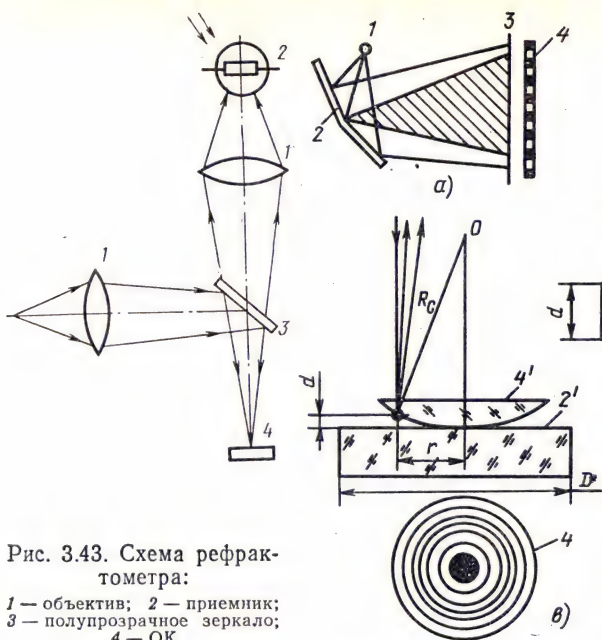 2
1
1
3
4
1
3
4
2
а)
O
R_G
d
d
4'
2'
r
D*
4
в)
Рис. 3.43. Схема рефрак-
тометра:
1 — объектив; 2 — приемник;
3 — полупрозрачное зеркало;
4 — ОК